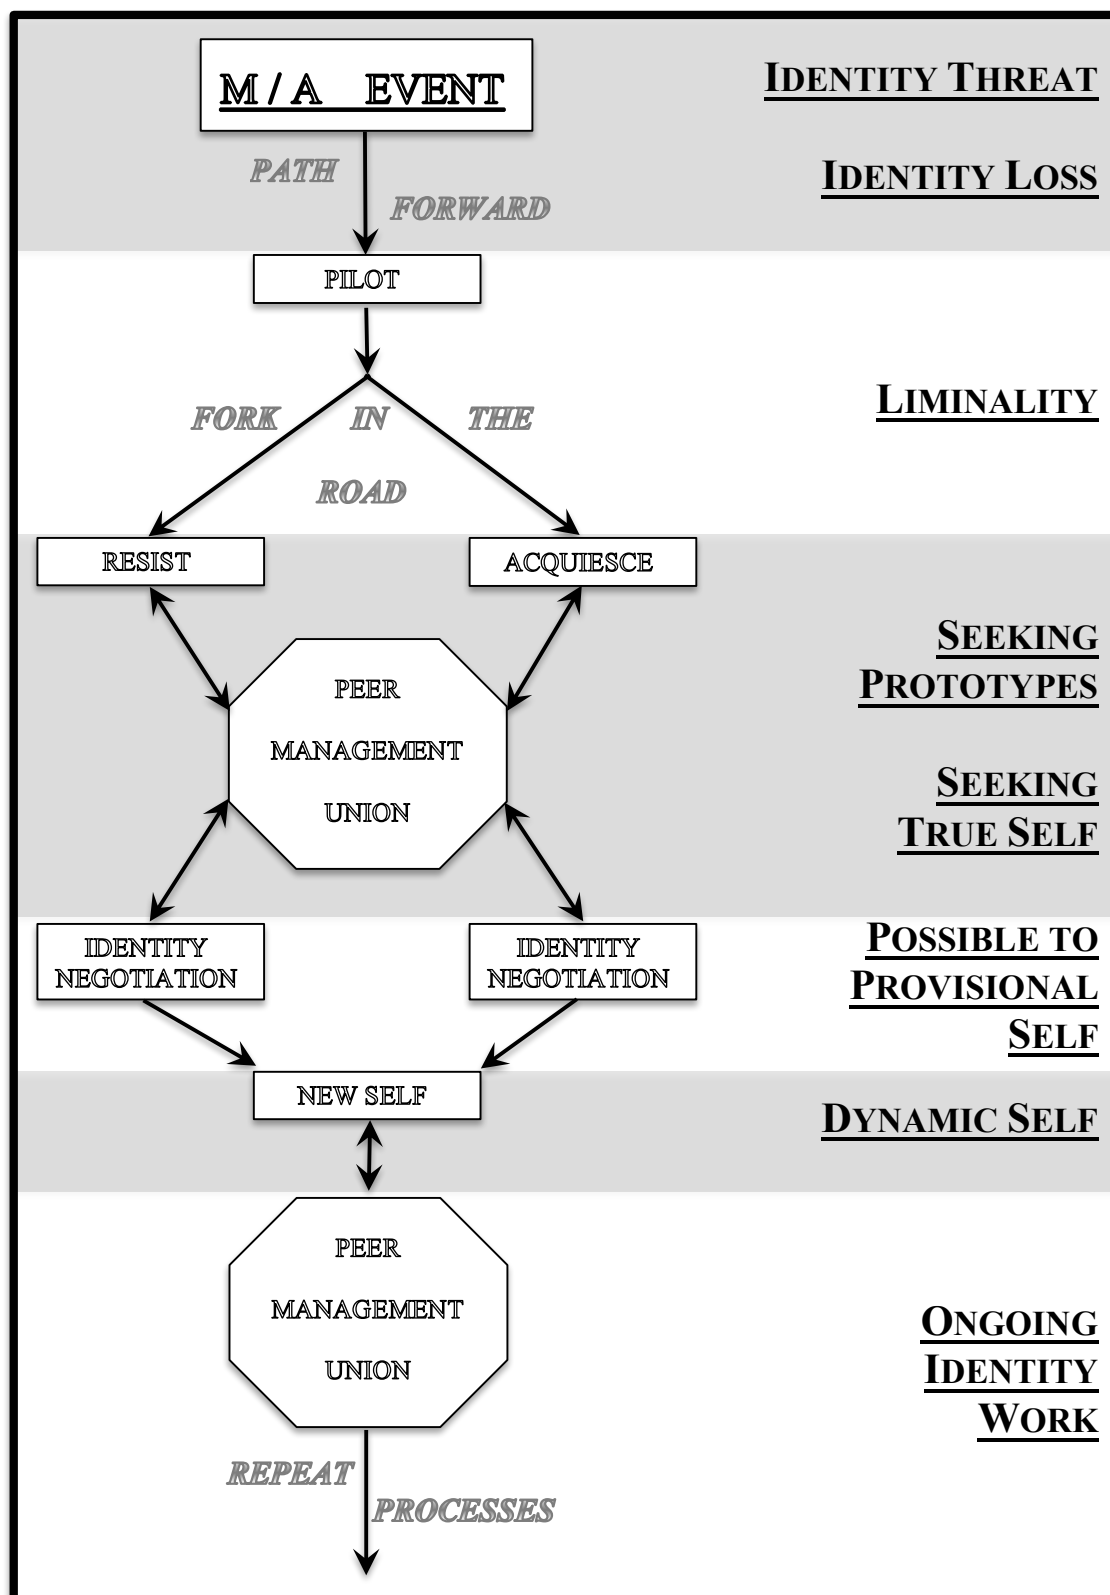 M / A EVENT
IDENTITY THREAT
PATH
IDENTITY LOSS
FORWARD
PILOT
LIMINALITY
FORK IN THE
ROAD
RESIST
ACQUIESCE
SEEKING
PROTOTYPES
PEER
MANAGEMENT
UNION
SEEKING
TRUE SELF
IDENTITY
NEGOTIATION
IDENTITY
NEGOTIATION
POSSIBLE TO
PROVISIONAL
SELF
NEW SELF
DYNAMIC SELF
PEER
MANAGEMENT
UNION
ONGOING
IDENTITY
WORK
REPEAT
PROCESSES